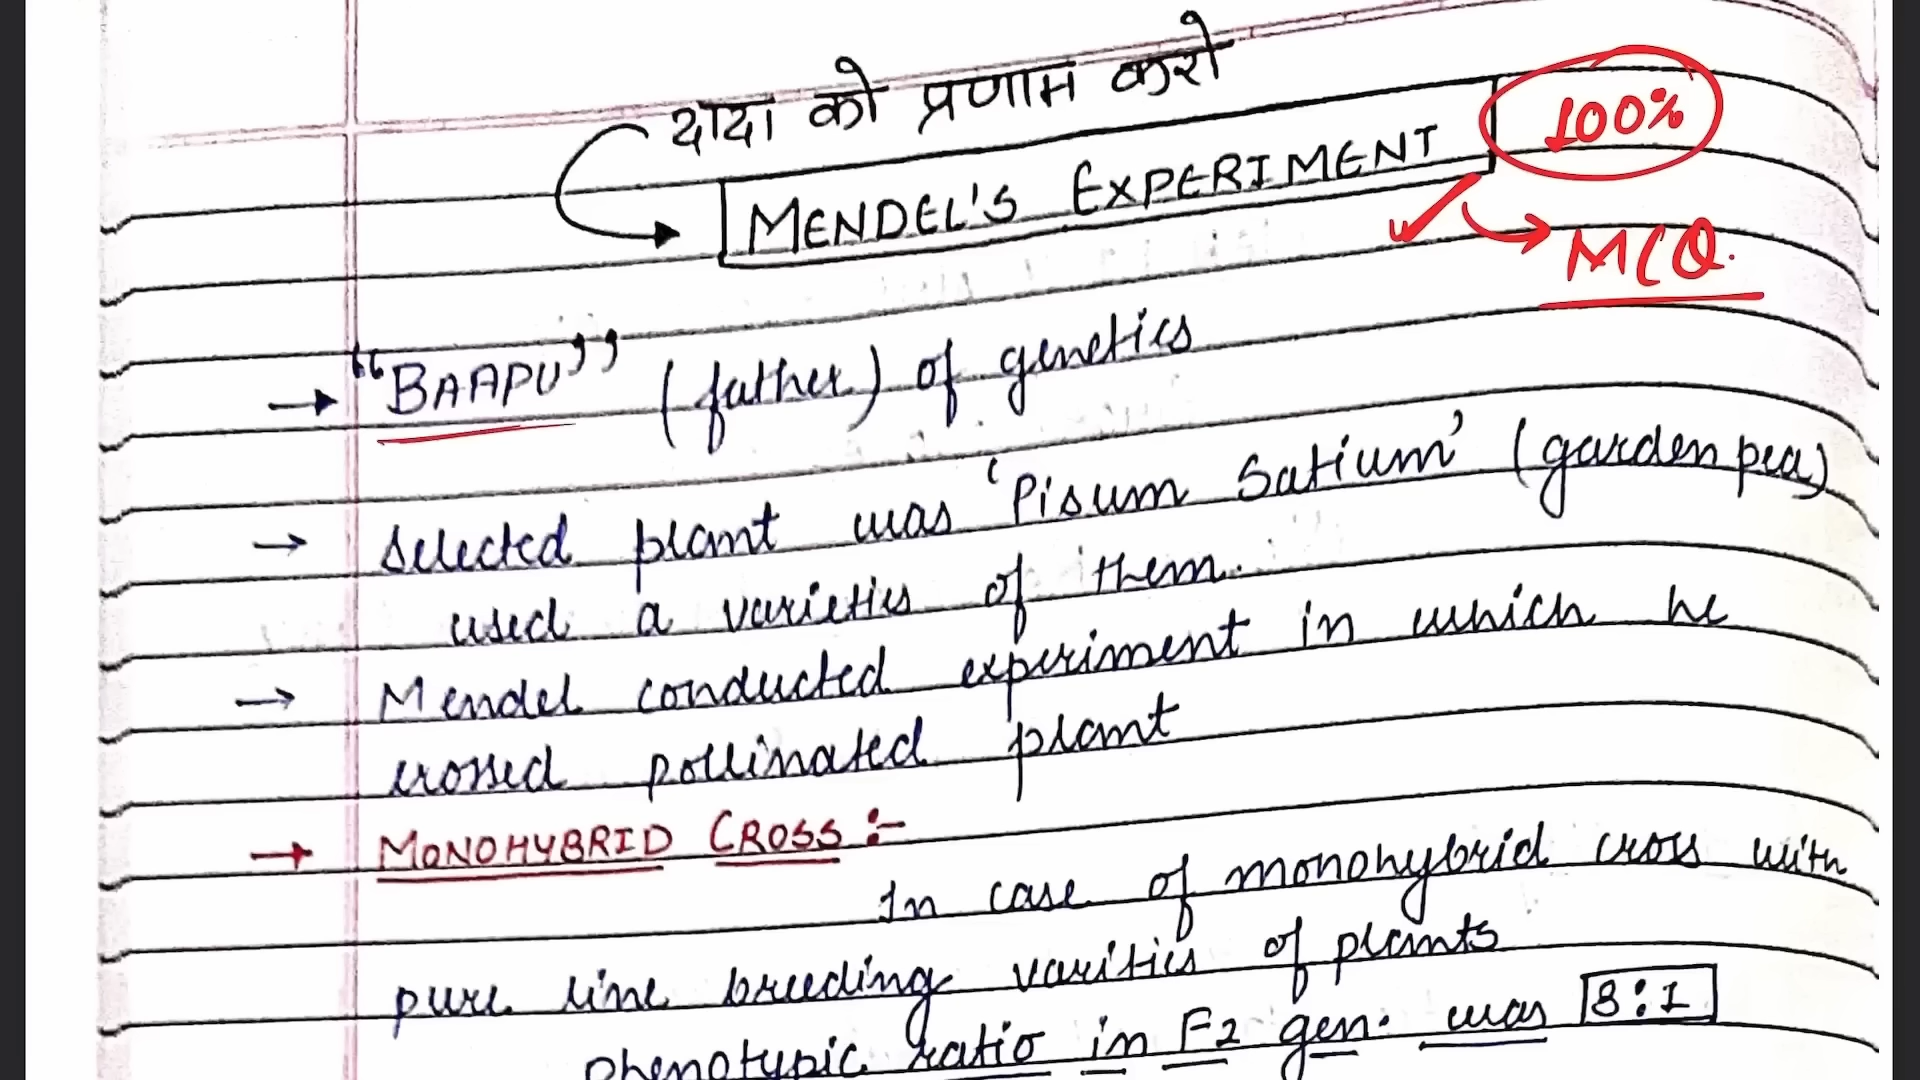 दादा को प्रणाम करो
MENDEL'S EXPERIMENT
100%
MCQ.
→ "BAAPU" (father) of genetics
→ selected plant was 'Pisum Satium' (garden pea)
used a varieties of them.
→ Mendel conducted experiment in which he
crossed pollinated plant
→ MONOHYBRID CROSS :-
In case of monohybrid cross with
pure line breeding varities of plants
phenotypic ratio in F2 gen. was 3:1